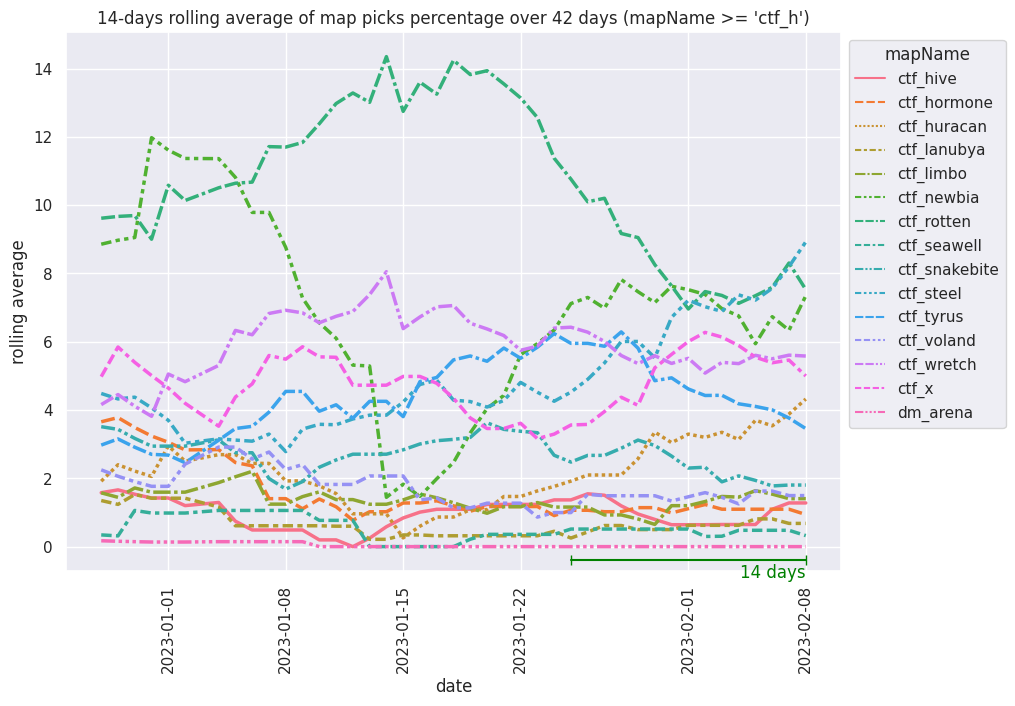 14-days rolling average of map picks percentage over 42 days (mapName >= 'ctf_h')
mapName
ctf_hive
ctf_hormone
ctf_huracan
ctf_lanubya
ctf_limbo
ctf_newbia
ctf_rotten
ctf_seawell
ctf_snakebite
ctf_steel
ctf_tyrus
ctf_voland
ctf_wretch
ctf_x
dm_arena
rolling average
14
12
10
8
6
4
2
0
14 days
2023-01-01
2023-01-08
2023-01-15
2023-01-22
2023-02-01
2023-02-08
date